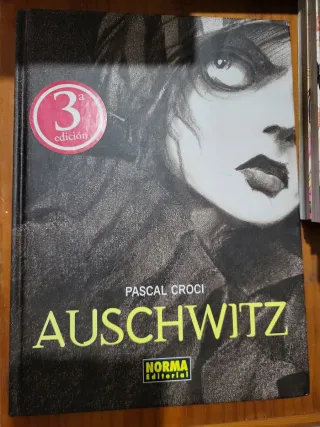 3ª
edición
PASCAL CROCI
AUSCHWITZ
NORMA
Editorial